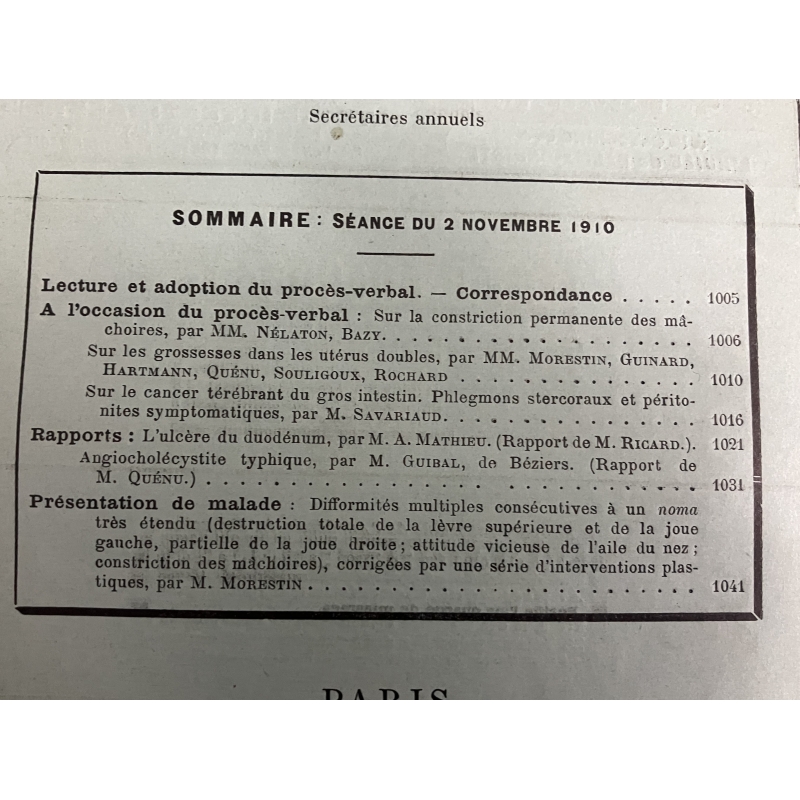 Secrétaires annuels
SOMMAIRE : SÉANCE DU 2 NOVEMBRE 1910
Lecture et adoption du procès-verbal. — Correspondance . . . . . 1005
A l'occasion du procès-verbal : Sur la constriction permanente des mâ-
choires, par MM. NÉLATON, BAZY. . . . . . . . . . . . . . . . . . 1006
Sur les grossesses dans les utérus doubles, par MM. MORESTIN, GUINARD,
HARTMANN, QUÉNU, SOULIGOUX, ROCHARD . . . . . . . . . . . . . 1010
Sur le cancer térébrant du gros intestin. Phlegmons stercoraux et périto-
nites symptomatiques, par M. SAVARIAUD. . . . . . . . . . . . . . 1016
Rapports : L'ulcère du duodénum, par M. A. MATHIEU. (Rapport de M. RICARD.). 1021
Angiocholécystite typhique, par M. GUIBAL, de Béziers. (Rapport de
M. QUÉNU.) . . . . . . . . . . . . . . . . . . . . . . . . . . . . 1031
Présentation de malade : Difformités multiples consécutives à un noma
très étendu (destruction totale de la lèvre supérieure et de la joue
gauche, partielle de la joue droite ; attitude vicieuse de l'aile du nez ;
constriction des mâchoires), corrigées par une série d'interventions plas-
tiques, par M. MORESTIN . . . . . . . . . . . . . . . . . . . . . . 1041
PARIS